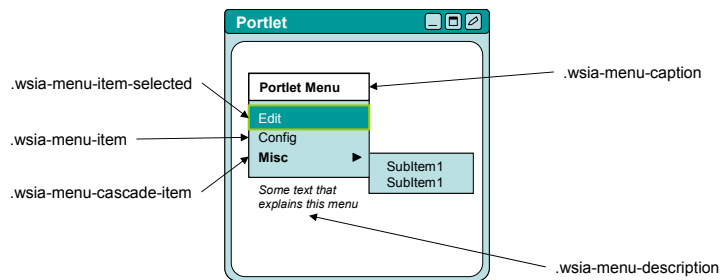 Portlet
.wsia-menu-item-selected
Portlet Menu
.wsia-menu-caption
Edit
.wsia-menu-item
Config
Misc
SubItem1
SubItem1
.wsia-menu-cascade-item
Some text that
explains this menu
.wsia-menu-description